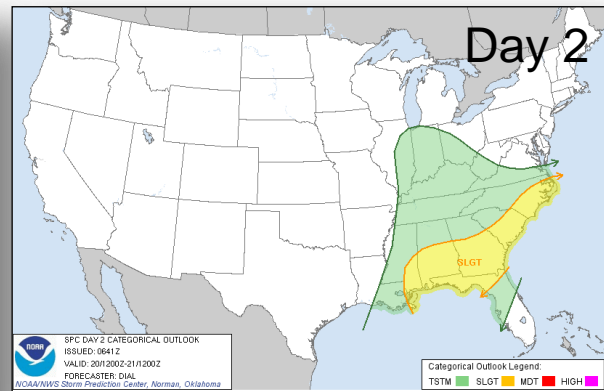 Day 2
SLGT
NOAA
SPC DAY 2 CATEGORICAL OUTLOOK
ISSUED: 0641Z
VALID: 20/1200Z-21/1200Z
FORECASTER: DIAL
NOAA/NWS Storm Prediction Center, Norman, Oklahoma
Categorical Outlook Legend:
TSTM SLGT MDT HIGH